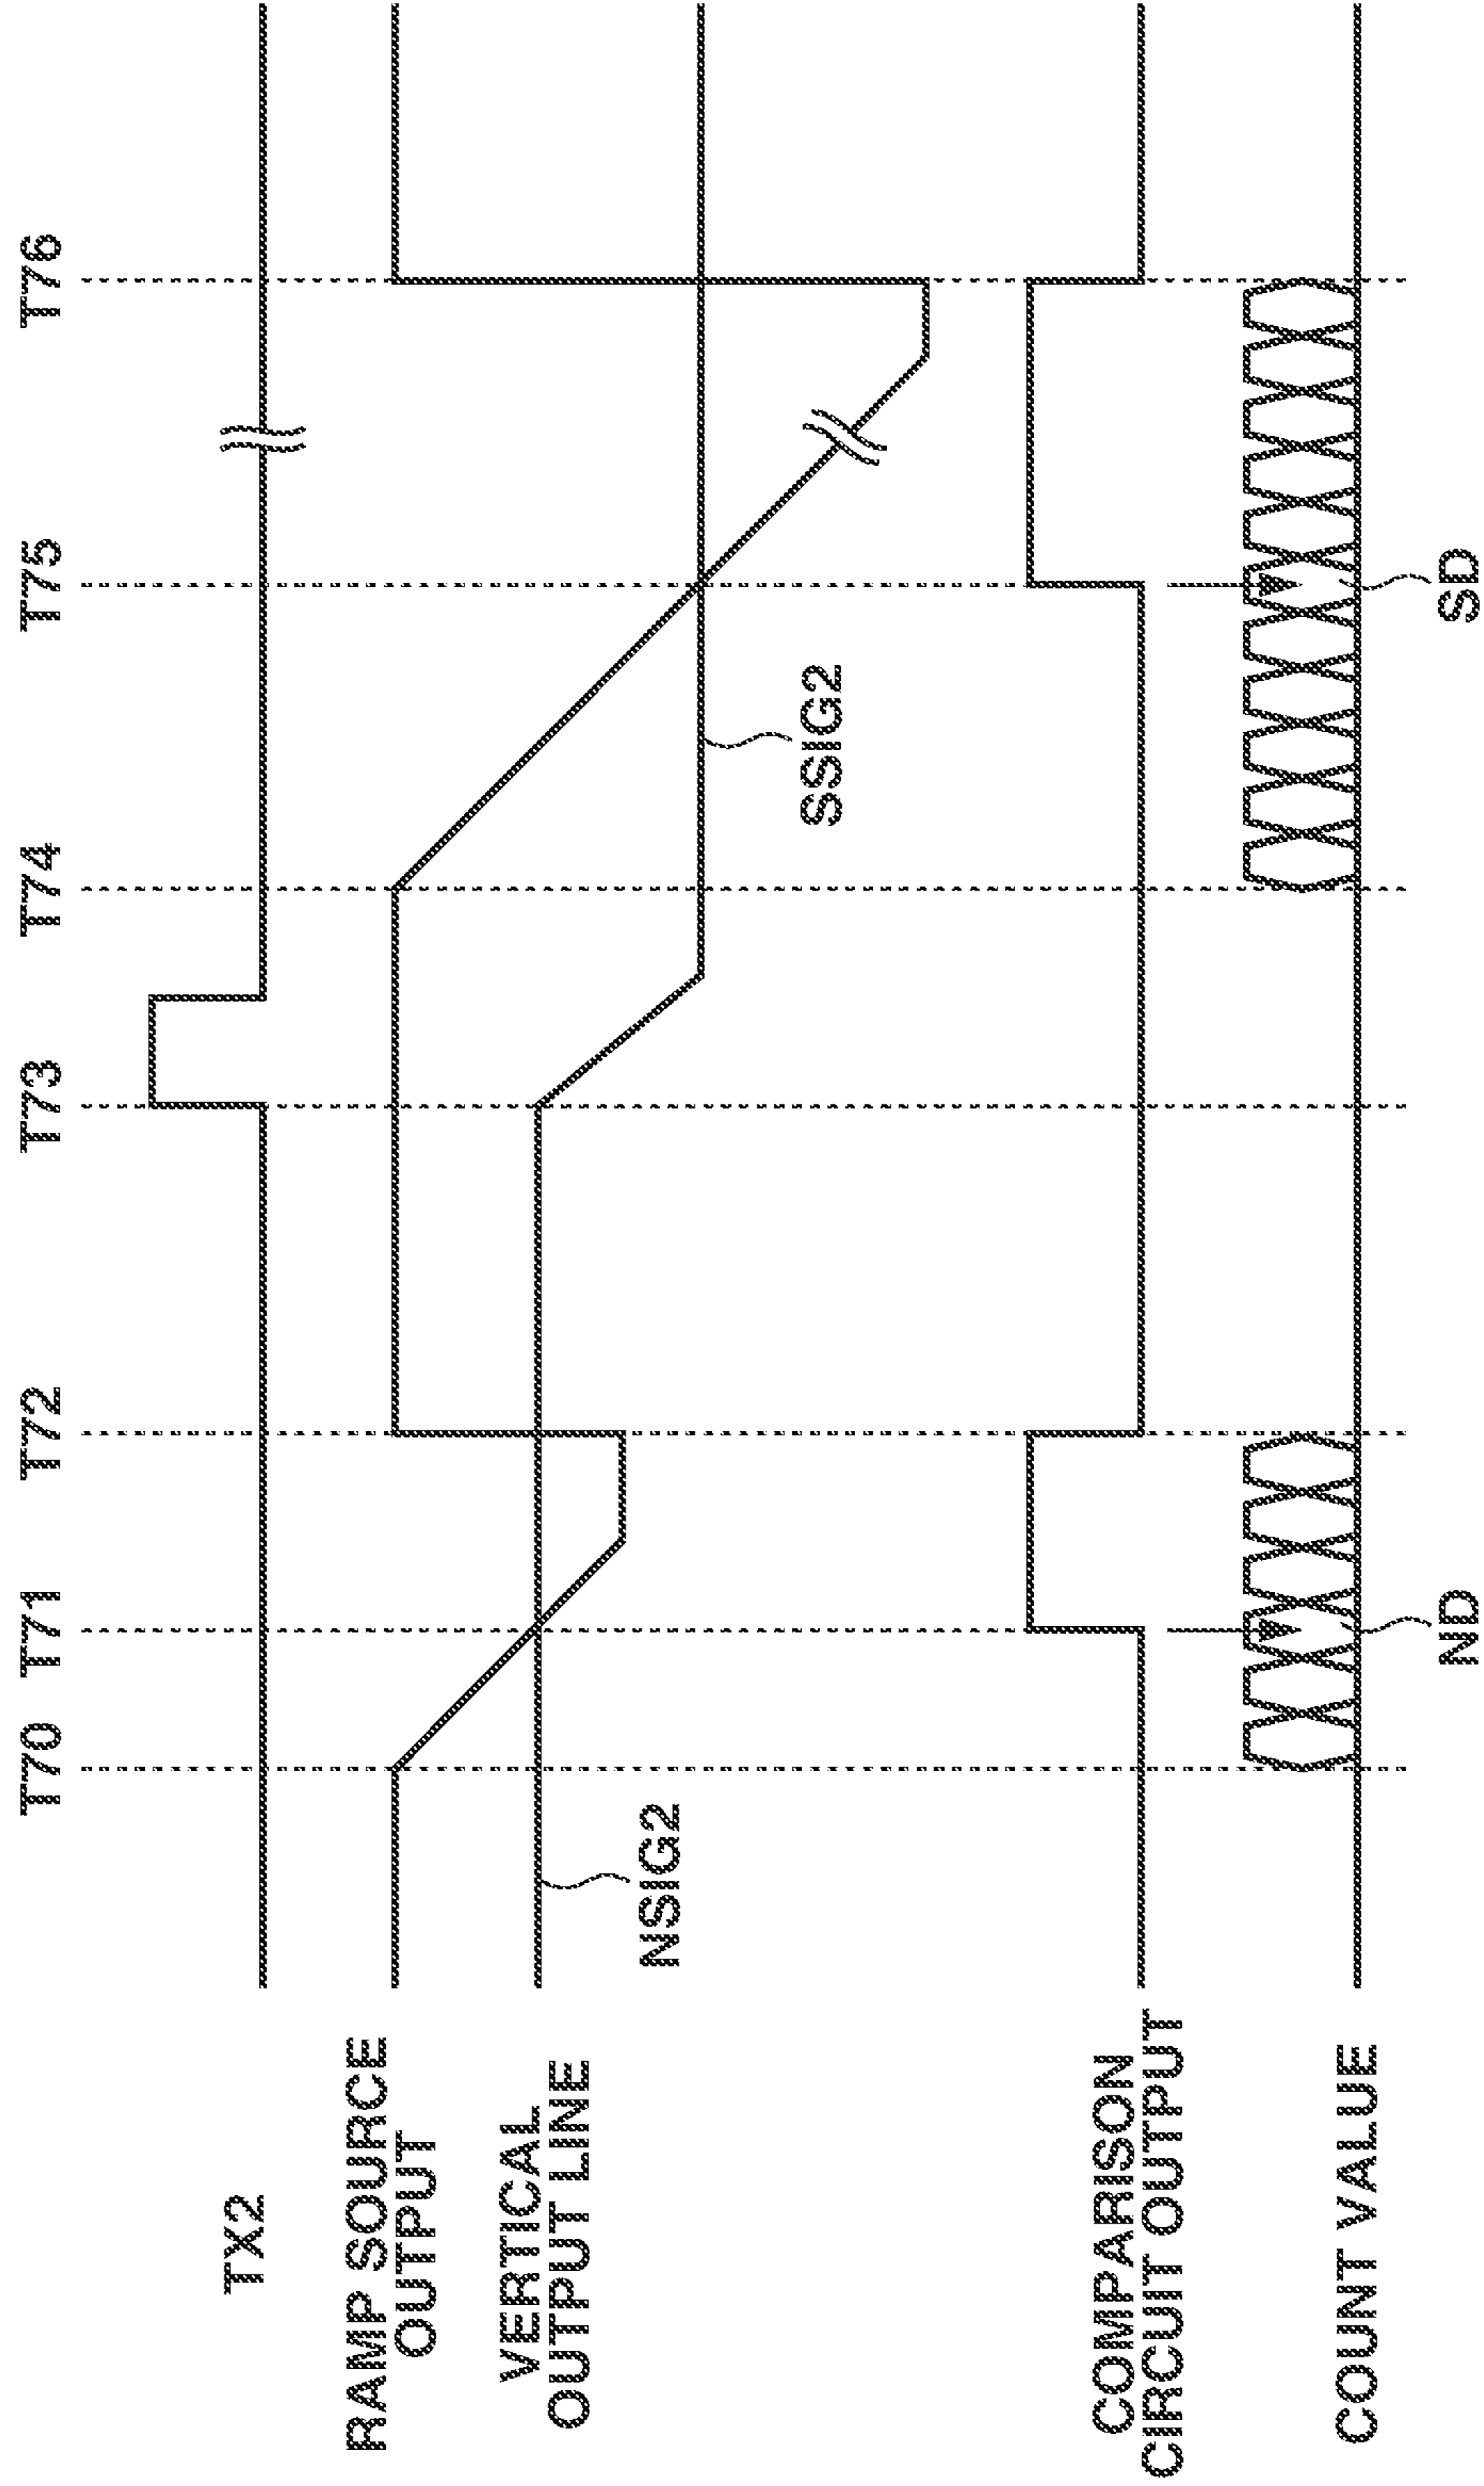 T70
T71
T72
T73
T74
T75
T76
TX2
RAMP SOURCE
OUTPUT
VERTICAL
OUTPUT LINE
NSIG2
SSIG2
COMPARISON
CIRCUIT OUTPUT
COUNT VALUE
ND
SD